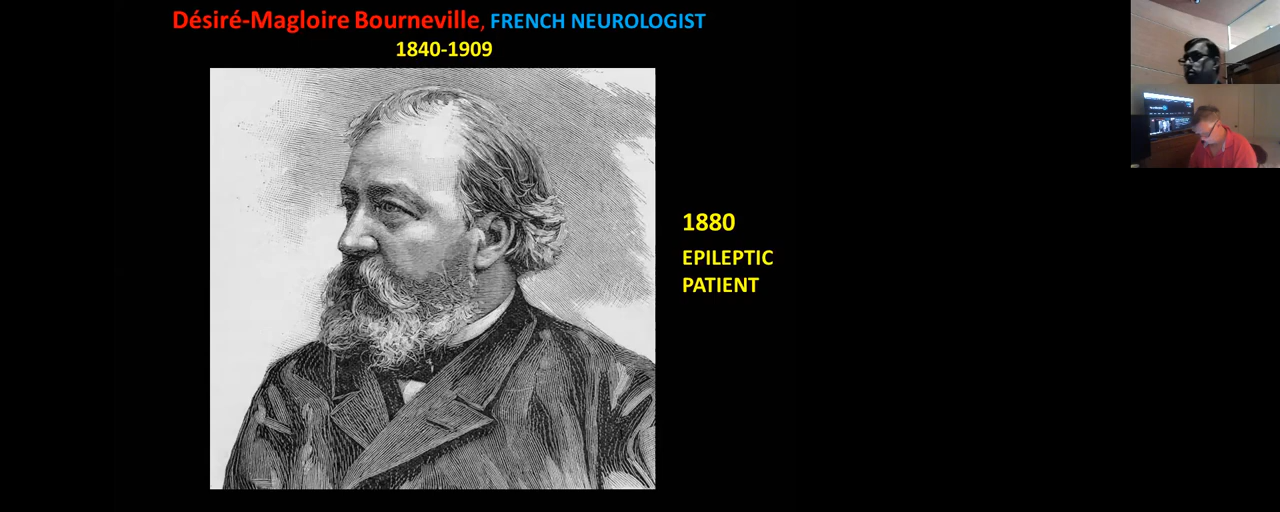 Désiré-Magloire Bourneville, FRENCH NEUROLOGIST
1840-1909
1880
EPILEPTIC
PATIENT